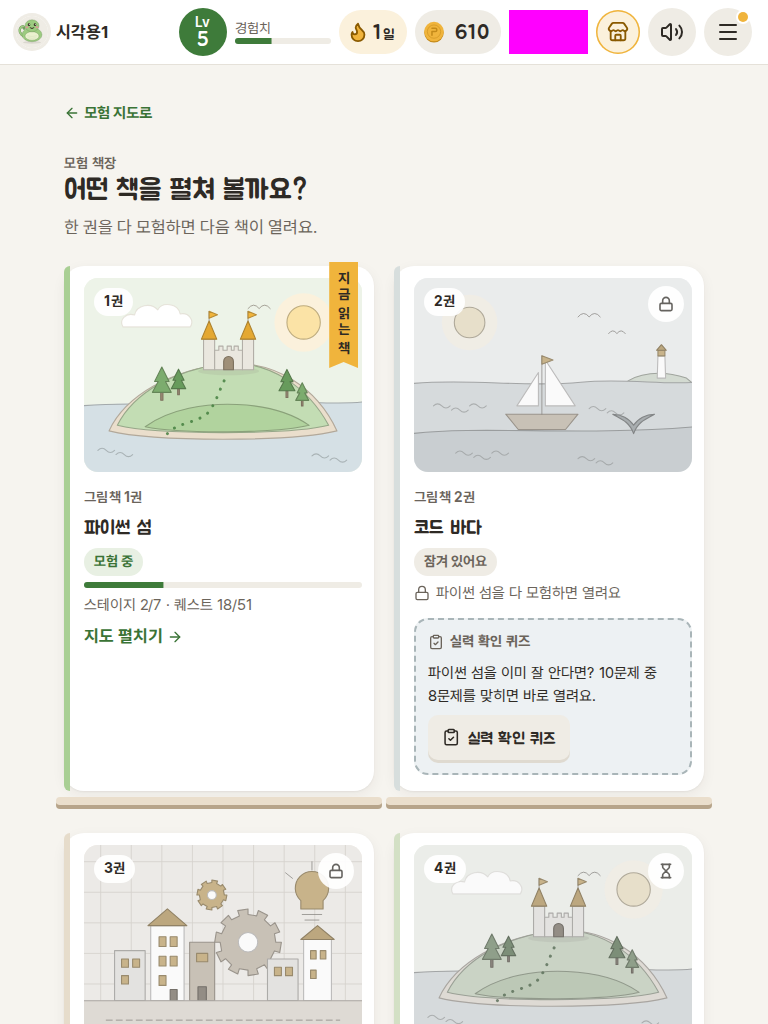 시각용1
Lv
5
경험치
1일
610
모험 지도로
모험 책장
어떤 책을 펼쳐 볼까요?
한 권을 다 모험하면 다음 책이 열려요.
1권
지금 읽는 책
그림책 1권
파이썬 섬
모험 중
스테이지 2/7 · 퀘스트 18/51
지도 펼치기
2권
그림책 2권
코드 바다
잠겨 있어요
파이썬 섬을 다 모험하면 열려요
실력 확인 퀴즈
파이썬 섬을 이미 잘 안다면? 10문제 중
8문제를 맞히면 바로 열려요.
실력 확인 퀴즈
3권
4권